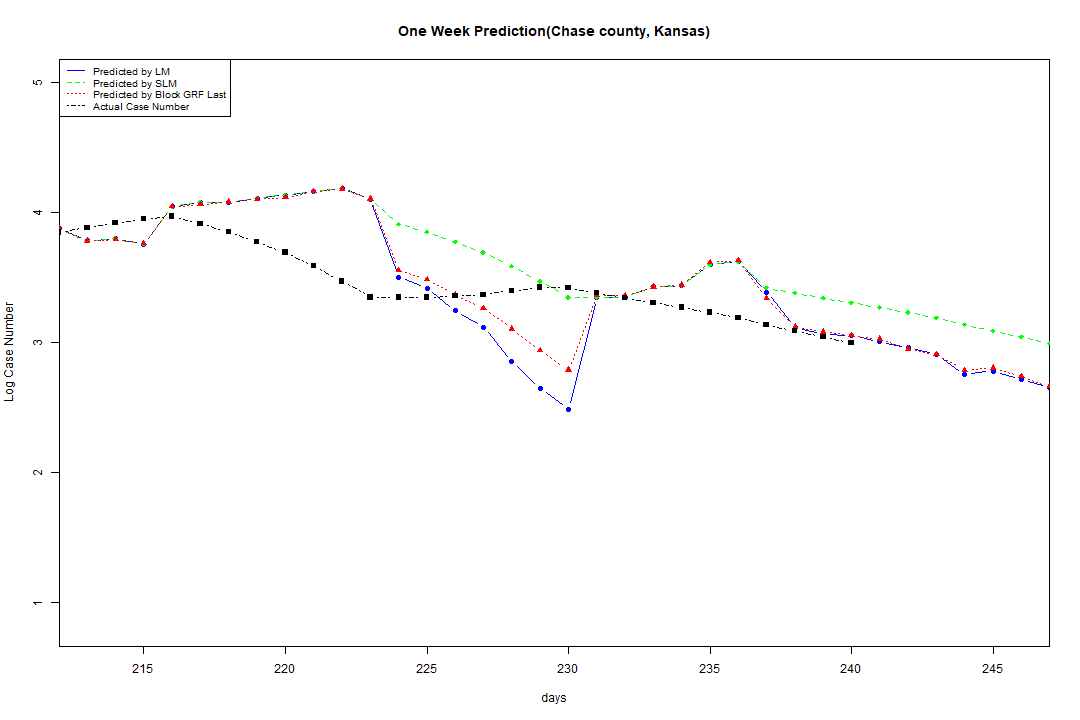 One Week Prediction(Chase county, Kansas)
Predicted by LM
Predicted by SLM
Predicted by Block GRF Last
Actual Case Number
5
4
3
2
1
Log Case Number
215 220 225 230 235 240 245
days